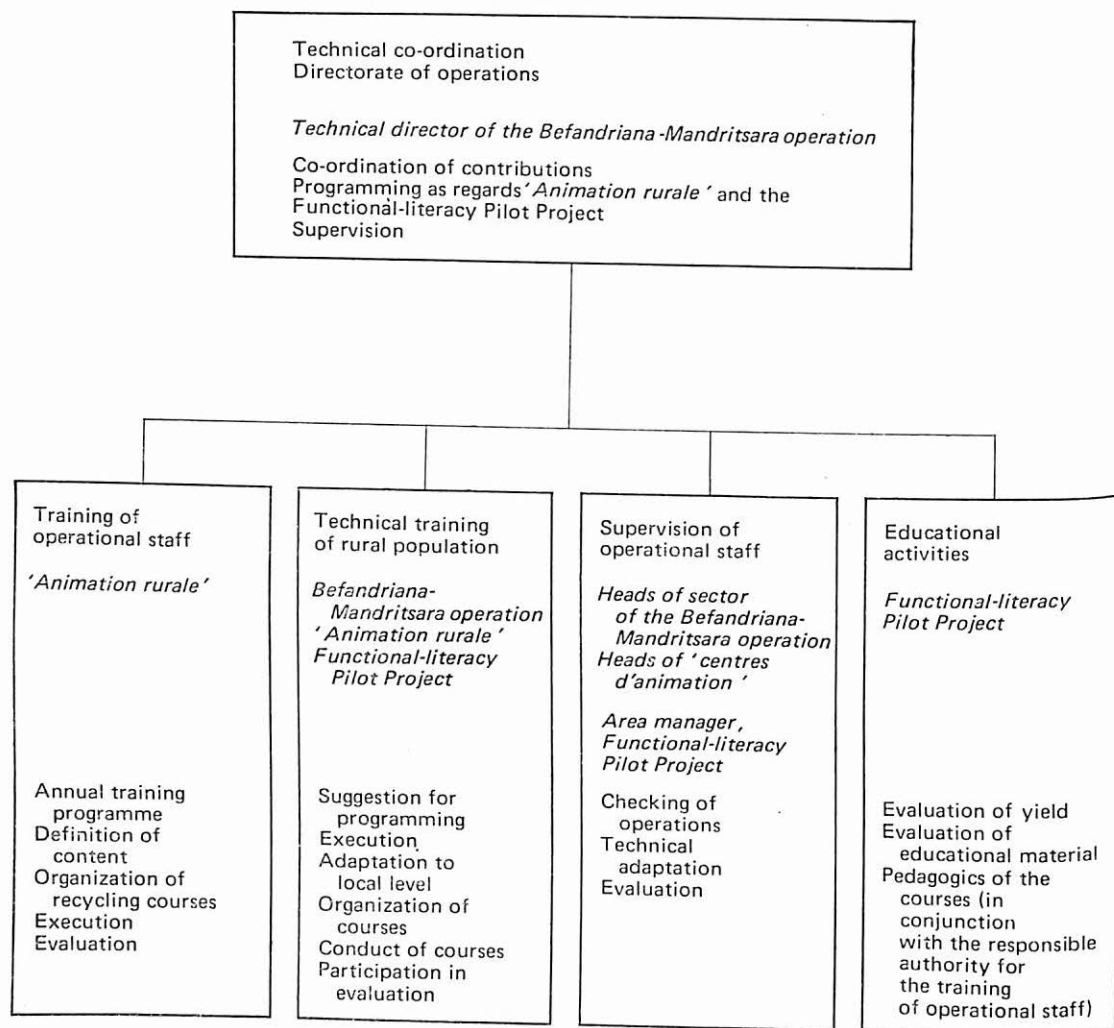 Technical co-ordination
Directorate of operations
Technical director of the Befandriana-Mandritsara operation
Co-ordination of contributions
Programming as regards 'Animation rurale' and the
Functional-literacy Pilot Project
Supervision
Training of
operational staff
'Animation rurale'
Annual training
programme
Definition of
content
Organization of
recycling courses
Execution
Evaluation
Technical training
of rural population
Befandriana-
Mandritsara operation
'Animation rurale'
Functional-literacy
Pilot Project
Suggestion for
programming
Execution
Adaptation to
local level
Organization of
courses
Conduct of courses
Participation in
evaluation
Supervision of
operational staff
Heads of sector
of the Befandriana-
Mandritsara operation
Heads of 'centres
d'animation'
Area manager,
Functional-literacy
Pilot Project
Checking of
operations
Technical
adaptation
Evaluation
Educational
activities
Functional-literacy
Pilot Project
Evaluation of yield
Evaluation of
educational material
Pedagogics of the
courses (in
conjunction
with the responsible
authority for
the training
of operational staff)